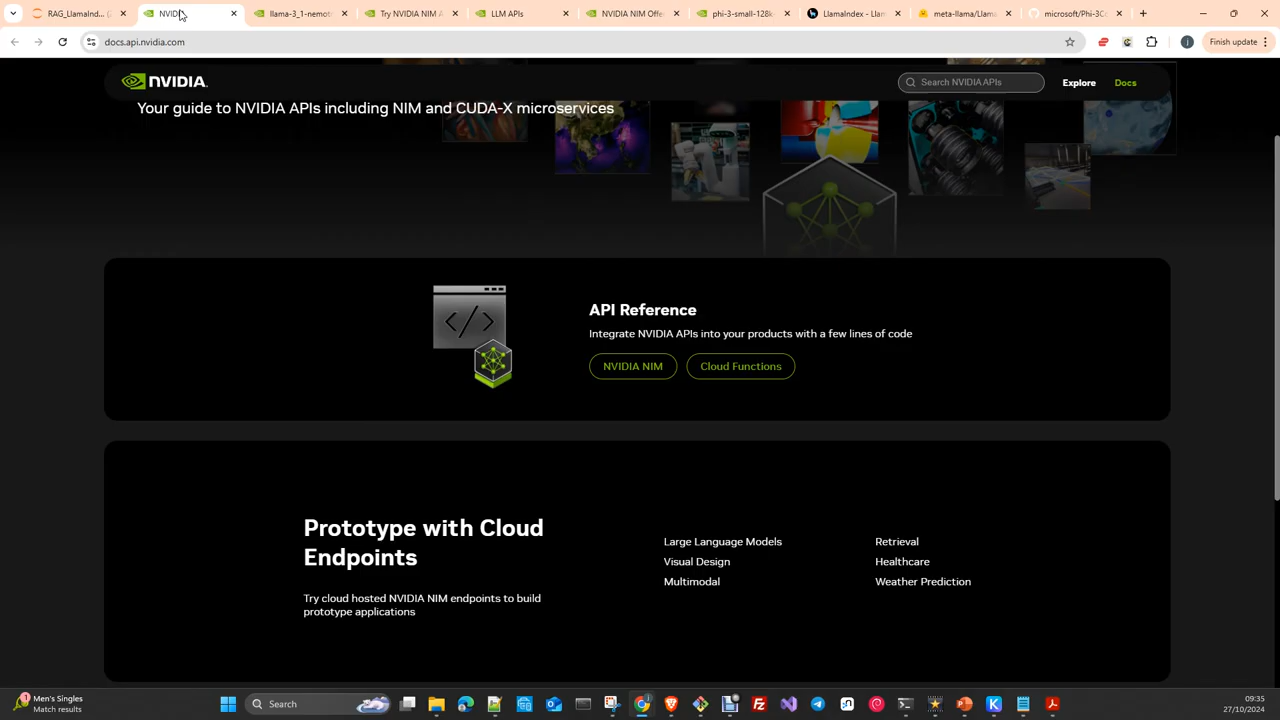 RAG_LlamaInd... (
NVIDIA
llama-3_1-nemot
Try NVIDIA NIM A
LLM APIs
NVIDIA NIM Offe
phi-3-small-128k
LlamaIndex - Llam
meta-llama/Llama
microsoft/Phi-3Co
docs.api.nvidia.com
j
Finish update
NVIDIA.
Search NVIDIA APIs
Explore
Docs
Your guide to NVIDIA APIs including NIM and CUDA-X microservices
</>
API Reference
Integrate NVIDIA APIs into your products with a few lines of code
NVIDIA NIM
Cloud Functions
Prototype with Cloud
Endpoints
Try cloud hosted NVIDIA NIM endpoints to build
prototype applications
Large Language Models
Visual Design
Multimodal
Retrieval
Healthcare
Weather Prediction
1
Men's Singles
Match results
Search
09:35
27/10/2024